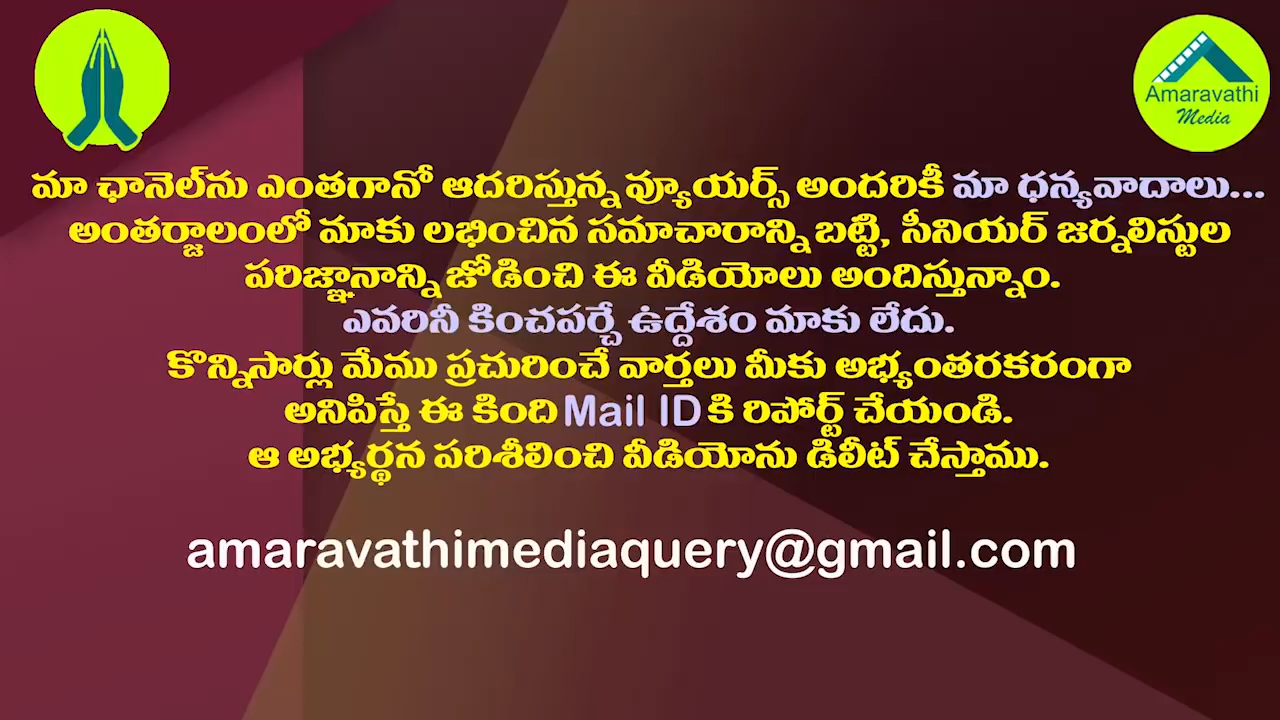 Amaravathi
Media
మా ఛానెల్‌ను ఎంతగానో ఆదరిస్తున్న వ్యూయర్స్ అందరికీ మా ధన్యవాదాలు...
అంతర్జాలంలో మాకు లభించిన సమాచారాన్ని బట్టి, సీనియర్ జర్నలిస్టుల
పరిజ్ఞానాన్ని జోడించి ఈ వీడియోలు అందిస్తున్నాం.
ఎవరినీ కించపర్చే ఉద్దేశం మాకు లేదు.
కొన్నిసార్లు మేము ప్రచురించే వార్తలు మీకు అభ్యంతరకరంగా
అనిపిస్తే ఈ కింది Mail ID కి రిపోర్ట్ చేయండి.
ఆ అభ్యర్థన పరిశీలించి వీడియోను డిలీట్ చేస్తాము.
amaravathimediaquery@gmail.com